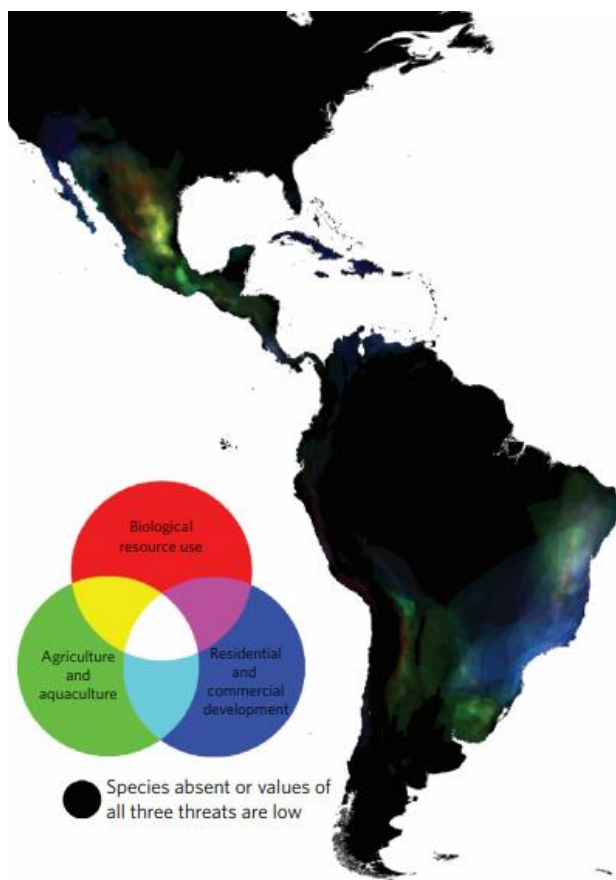 Biological
resource use
Agriculture
and
aquaculture
Residential
and
commercial
development
Species absent or values of
all three threats are low